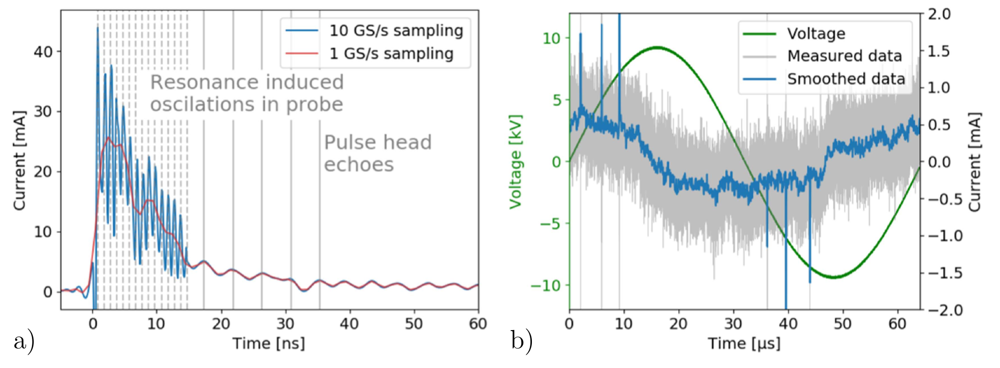 10 GS/s sampling
1 GS/s sampling
Resonance induced
oscilations in probe
Pulse head
echoes
Current [mA]
40
30
20
10
0
0 10 20 30 40 50 60
Time [ns]
a)
Voltage
Measured data
Smoothed data
Voltage [kV]
10
5
0
−5
−10
2.0
1.5
1.0
0.5
0.0
−0.5
−1.0
−1.5
−2.0
Current [mA]
0 10 20 30 40 50 60
Time [µs]
b)